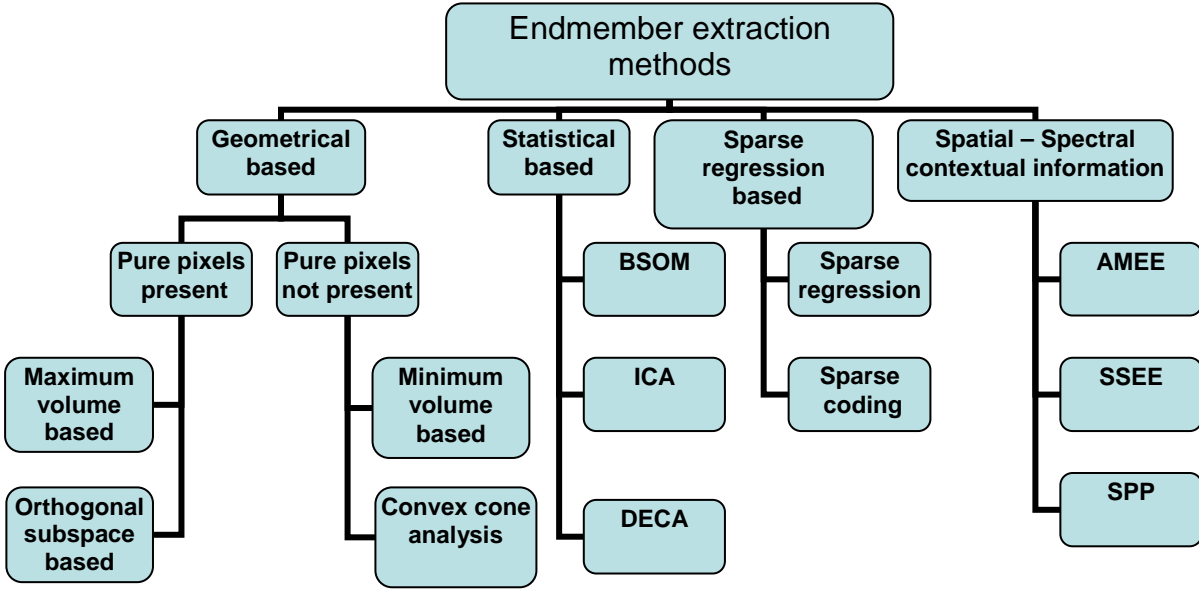 Endmember extraction
methods
Geometrical
based
Statistical
based
Sparse
regression
based
Spatial – Spectral
contextual information
Pure pixels
present
Pure pixels
not present
BSOM
Sparse
regression
AMEE
Maximum
volume
based
Minimum
volume
based
ICA
Sparse
coding
SSEE
Orthogonal
subspace
based
Convex cone
analysis
DECA
SPP